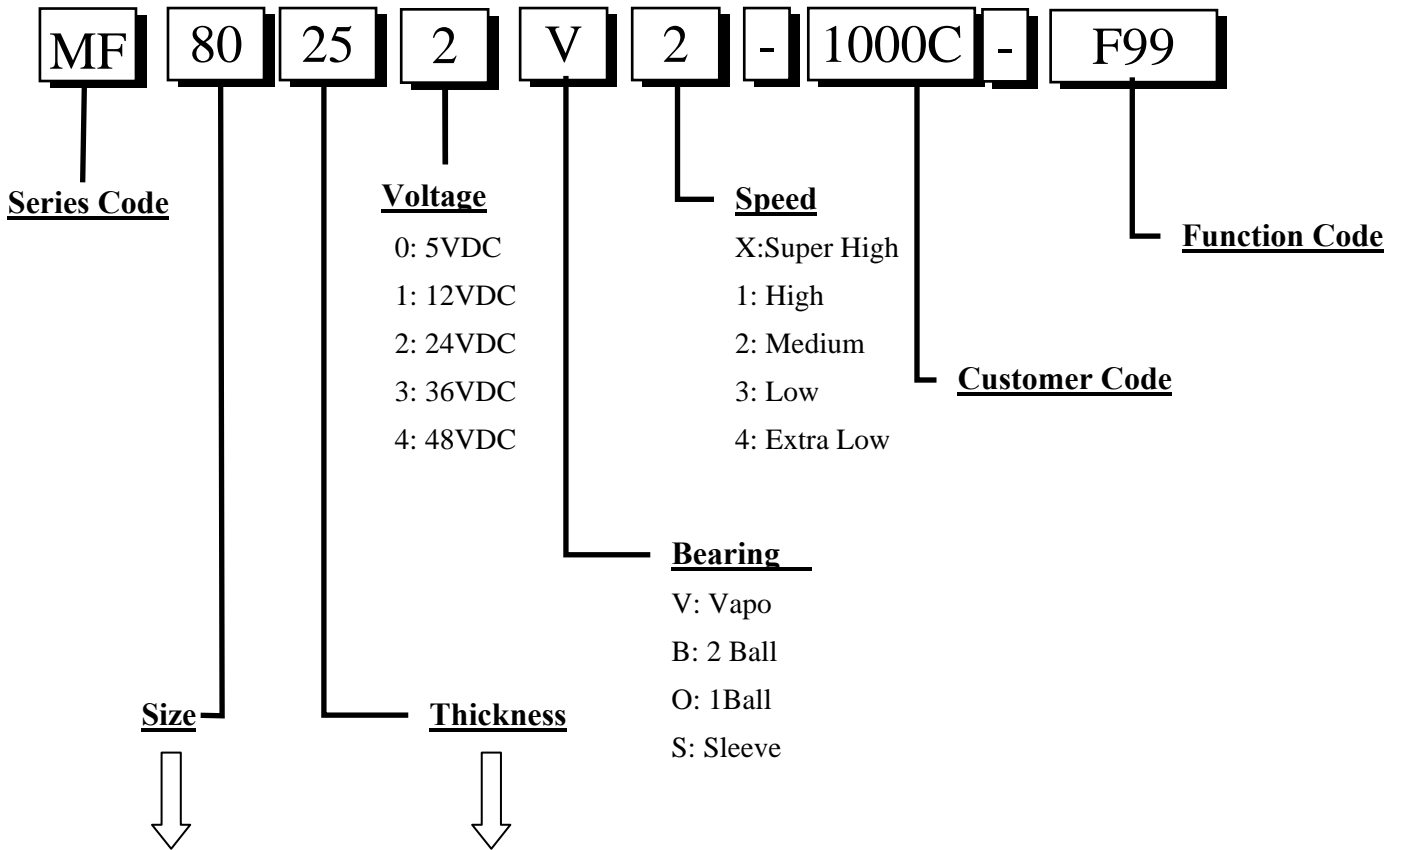 MF 80 25 2 V 2 - 1000C - F99
Series Code
Voltage
0: 5VDC
1: 12VDC
2: 24VDC
3: 36VDC
4: 48VDC
Speed
X:Super High
1: High
2: Medium
3: Low
4: Extra Low
Function Code
Customer Code
Bearing
V: Vapo
B: 2 Ball
O: 1Ball
S: Sleeve
Size
Thickness